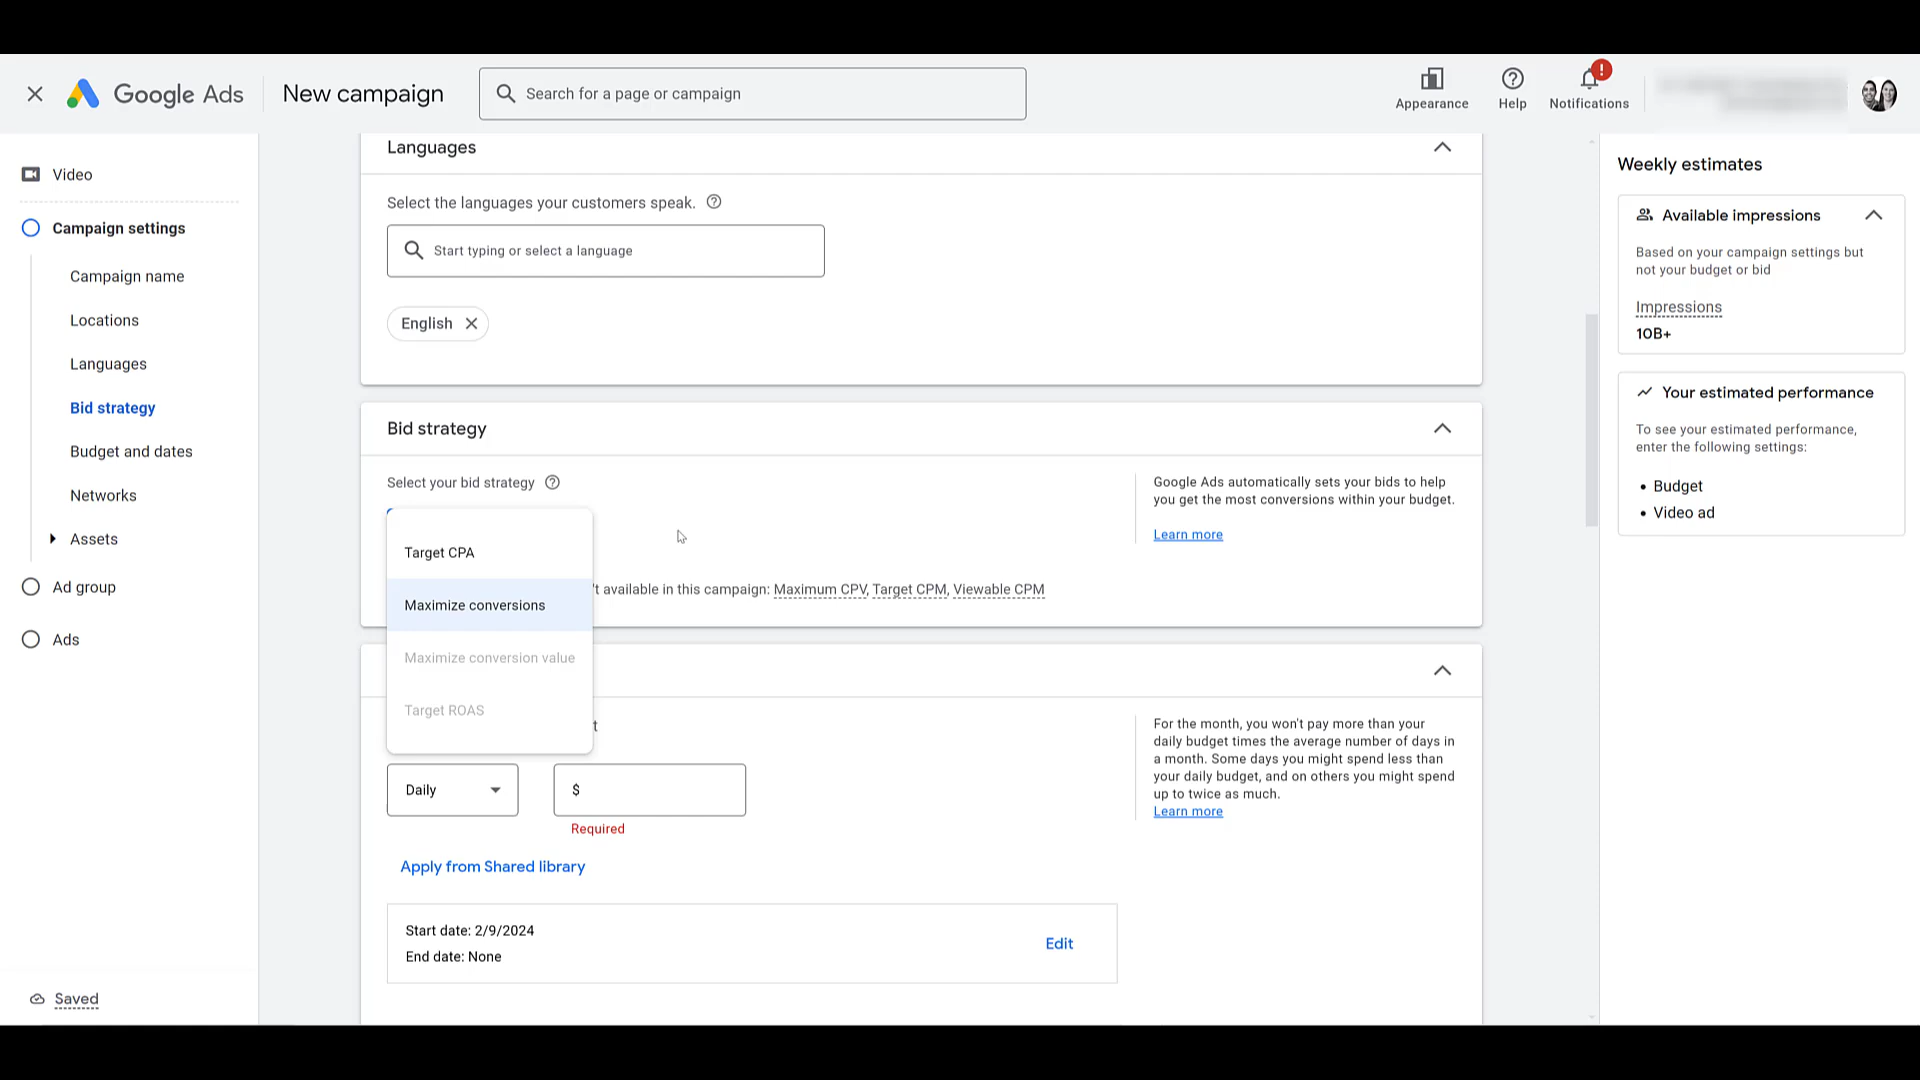 Google Ads
New campaign
Search for a page or campaign
Appearance
Help
!
Notifications
Video
Campaign settings
Campaign name
Locations
Languages
Bid strategy
Budget and dates
Networks
Assets
Ad group
Ads
Saved
Languages
Select the languages your customers speak.
Start typing or select a language
English
Bid strategy
Select your bid strategy
Target CPA
Maximize conversions
Maximize conversion value
Target ROAS
't available in this campaign: Maximum CPV, Target CPM, Viewable CPM
Google Ads automatically sets your bids to help
you get the most conversions within your budget.
Learn more
t
Daily
$
Required
Apply from Shared library
For the month, you won't pay more than your
daily budget times the average number of days in
a month. Some days you might spend less than
your daily budget, and on others you might spend
up to twice as much.
Learn more
Start date: 2/9/2024
End date: None
Edit
Weekly estimates
Available impressions
Based on your campaign settings but
not your budget or bid
Impressions
10B+
Your estimated performance
To see your estimated performance,
enter the following settings:
• Budget
• Video ad